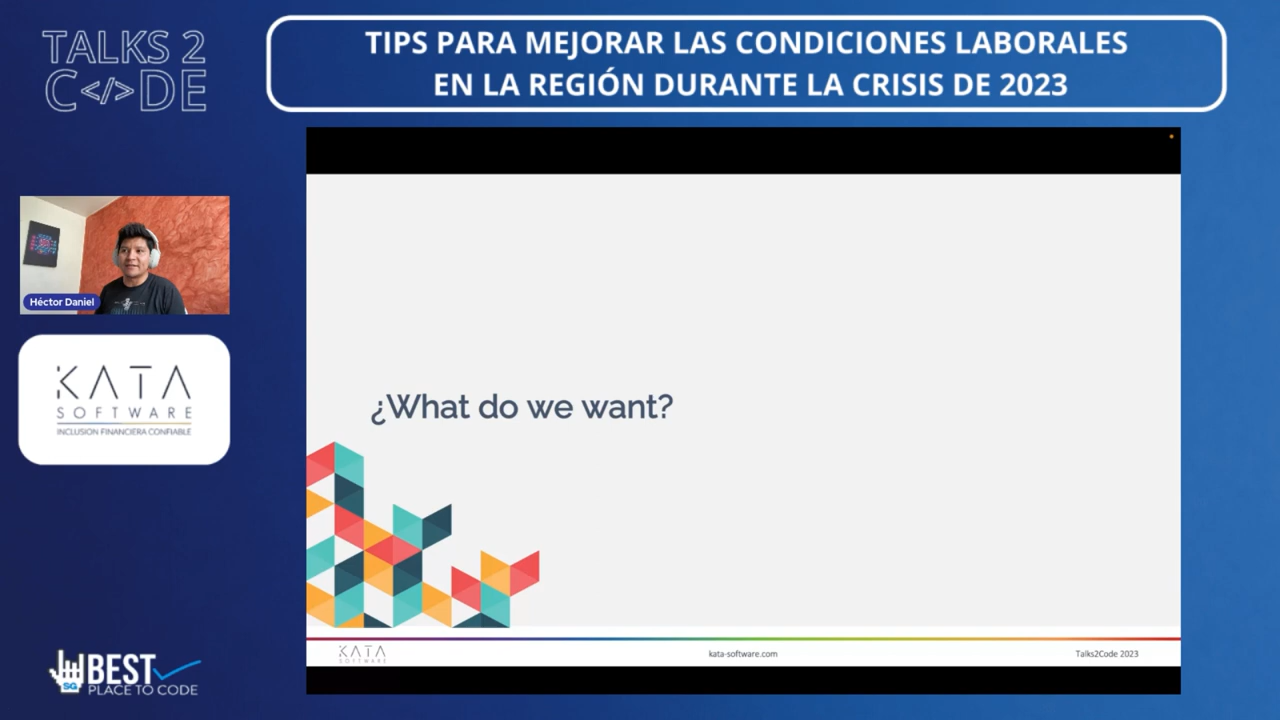 TALKS 2
C</>DE
TIPS PARA MEJORAR LAS CONDICIONES LABORALES
EN LA REGIÓN DURANTE LA CRISIS DE 2023
Héctor Daniel
KATA
SOFTWARE
INCLUSION FINANCIERA CONFIABLE
¿What do we want?
KATA
SOFTWARE
kata-software.com
Talks2Code 2023
SG
BEST
PLACE TO CODE